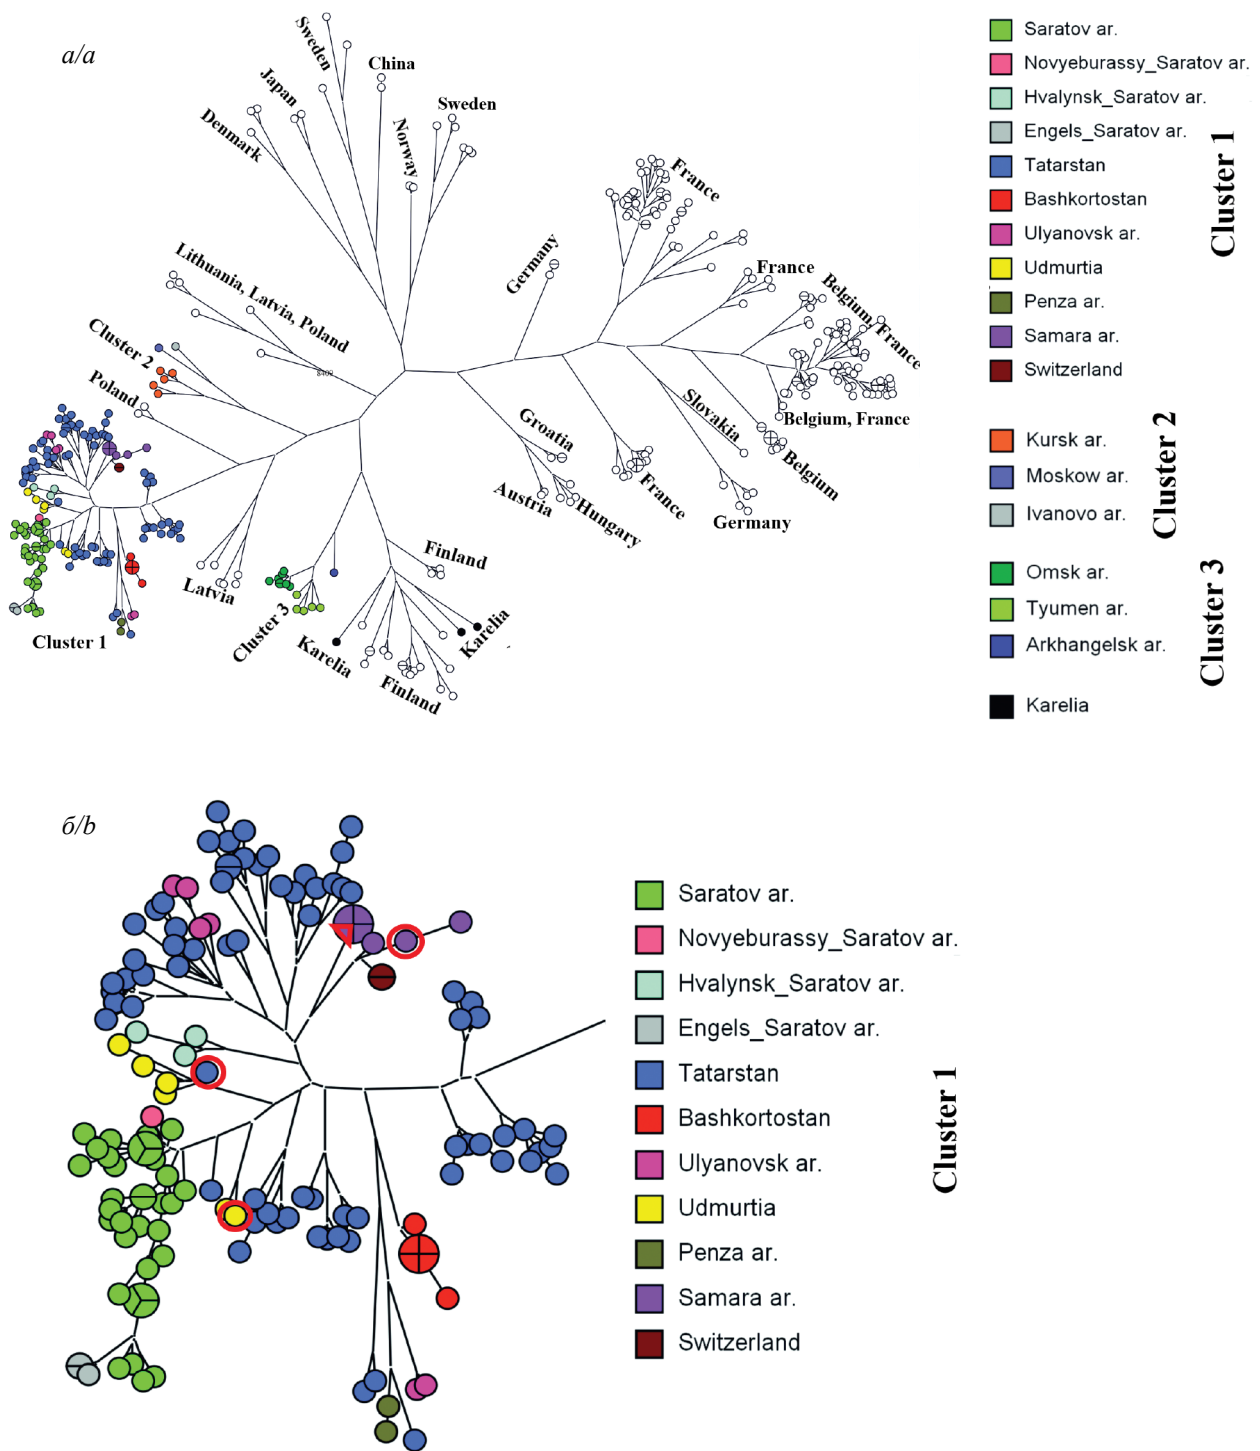 а/a
Sweden
China
Japan
Sweden
Denmark
Norway
France
Germany
France
Lithuania, Latvia, Poland
Belgium, France
Cluster 2
Poland
Slovakia
Belgium, France
Groatia
Belgium
Austria
Hungary
France
Germany
Finland
Latvia
Cluster 3
Karelia
Karelia
Finland
Cluster 1
Saratov ar.
Novyeburassy_Saratov ar.
Hvalynsk_Saratov ar.
Engels_Saratov ar.
Tatarstan
Bashkortostan
Ulyanovsk ar.
Udmurtia
Penza ar.
Samara ar.
Switzerland
Cluster 1
Kursk ar.
Moskow ar.
Ivanovo ar.
Cluster 2
Omsk ar.
Tyumen ar.
Arkhangelsk ar.
Cluster 3
Karelia
б/b
Saratov ar.
Novyeburassy_Saratov ar.
Hvalynsk_Saratov ar.
Engels_Saratov ar.
Tatarstan
Bashkortostan
Ulyanovsk ar.
Udmurtia
Penza ar.
Samara ar.
Switzerland
Cluster 1